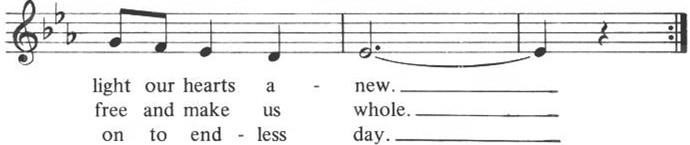 light our hearts a - new.
free and make us whole.
on to end - less day.